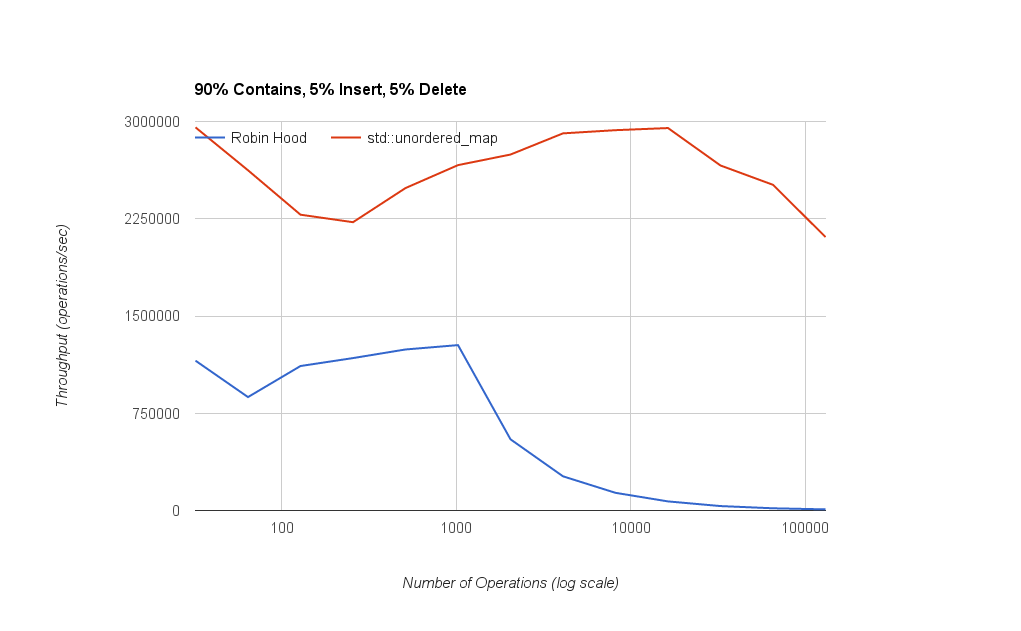 90% Contains, 5% Insert, 5% Delete
Robin Hood
std::unordered_map
3000000
2250000
1500000
750000
0
Throughput (operations/sec)
100
1000
10000
100000
Number of Operations (log scale)